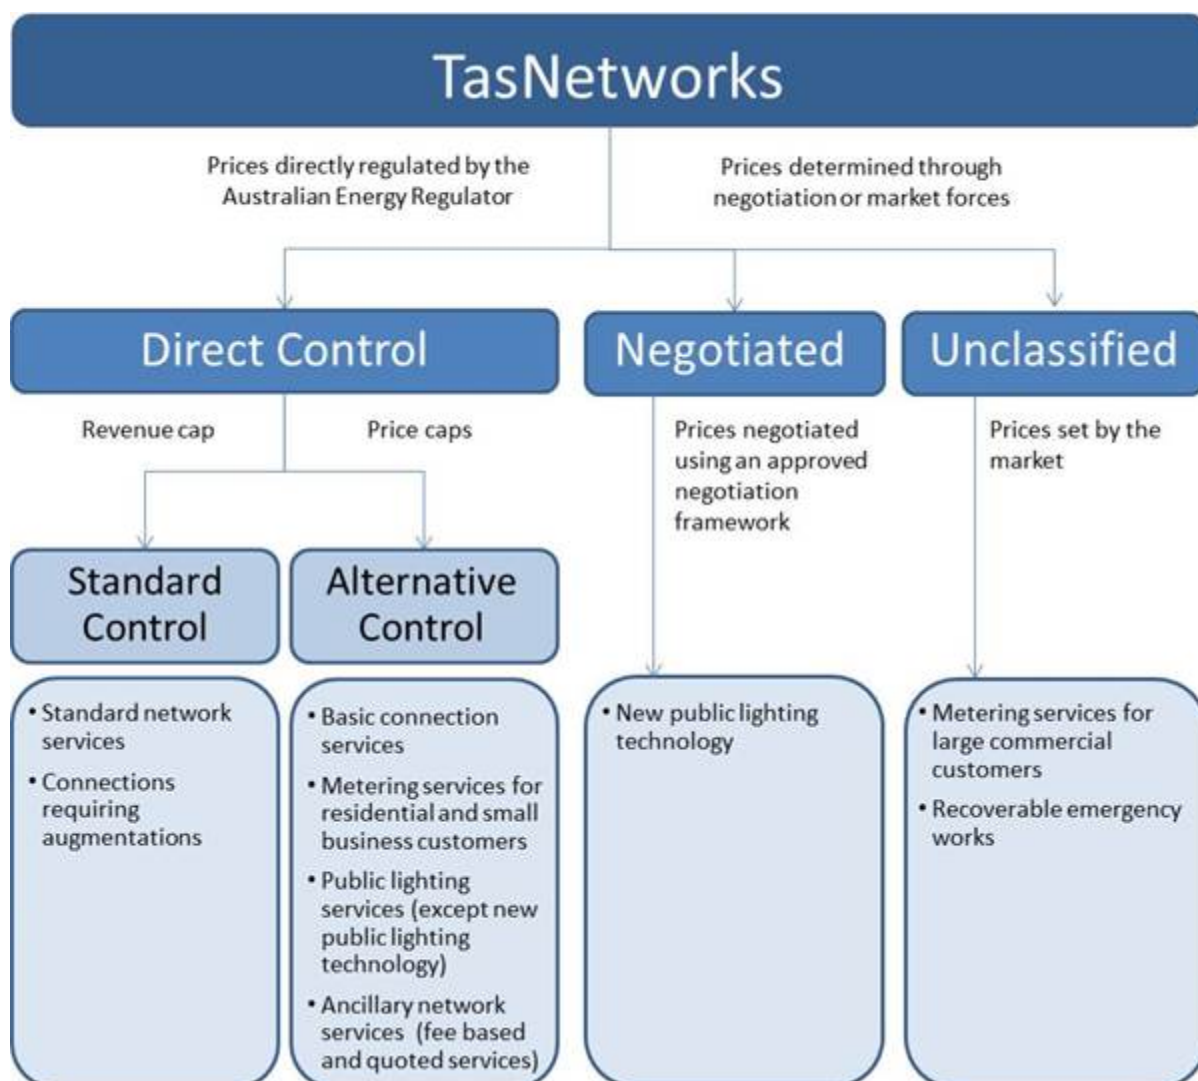 TasNetworks
Prices directly regulated by the
Australian Energy Regulator
Prices determined through
negotiation or market forces
Direct Control
Negotiated
Unclassified
Revenue cap
Price caps
Prices negotiated
using an approved
negotiation
framework
Prices set by the
market
Standard
Control
Alternative
Control
• Standard network
services
• Connections
requiring
augmentations
• Basic connection
services
• Metering services for
residential and small
business customers
• Public lighting
services (except new
public lighting
technology)
• Ancillary network
services (fee based
and quoted services)
• New public lighting
technology
• Metering services for
large commercial
customers
• Recoverable emergency
works